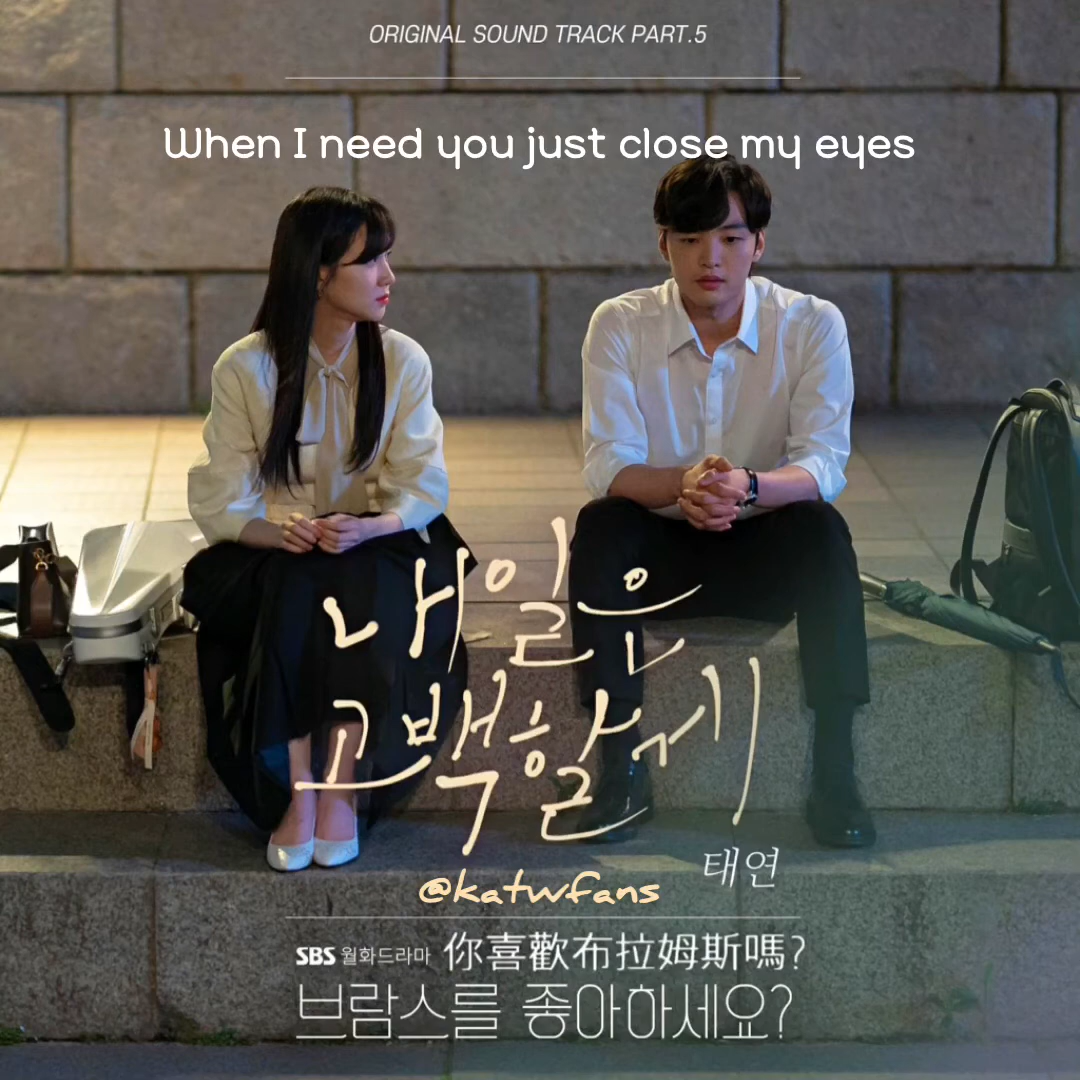 ORIGINAL SOUND TRACK PART.5
When I need you just close my eyes
내일은
고백할게
태연
@katwfans
SBS 월화드라마 你喜歡布拉姆斯嗎?
브람스를 좋아하세요?